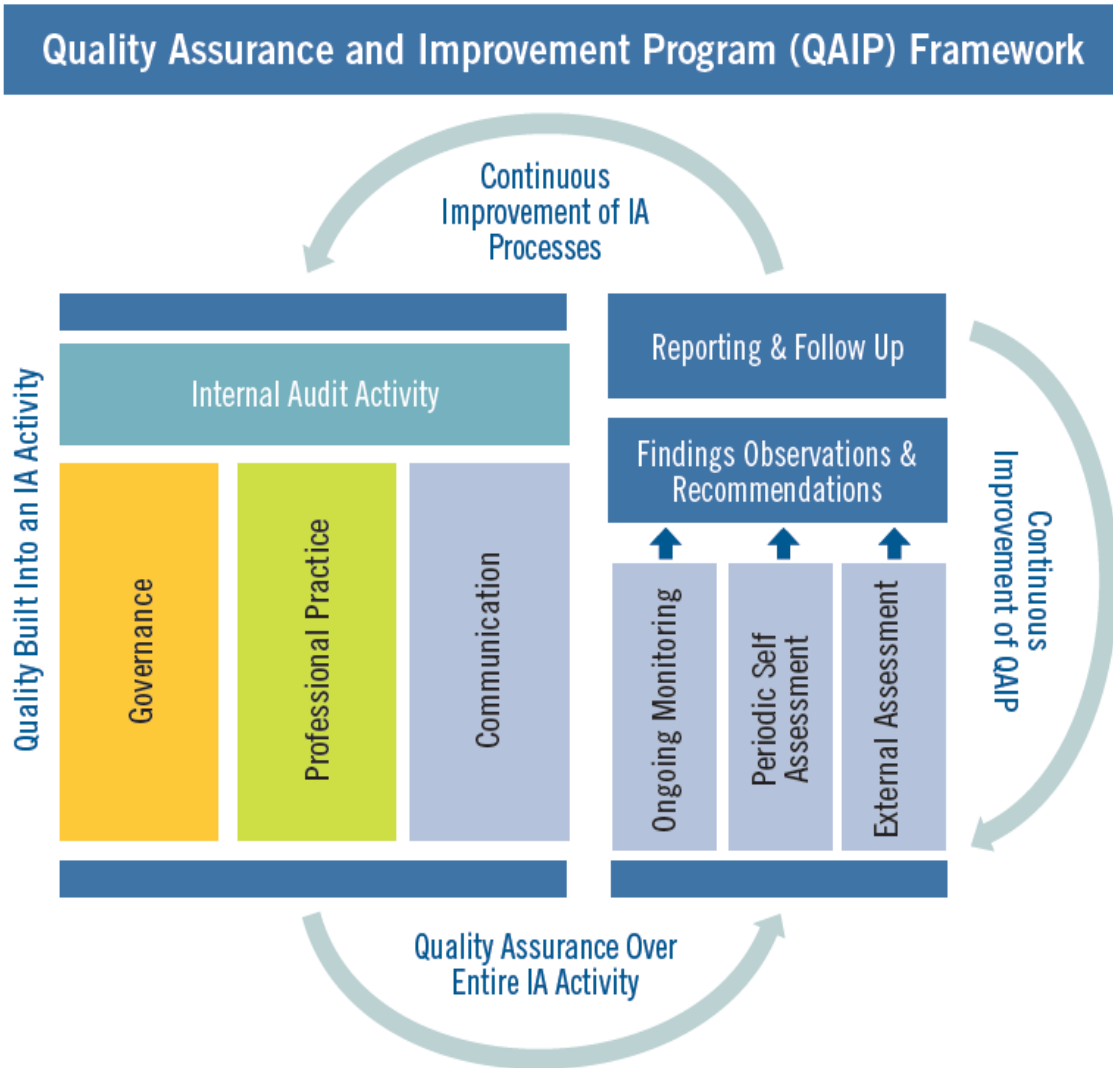 Quality Assurance and Improvement Program (QAIP) Framework
Continuous
Improvement of IA
Processes
Quality Built Into an IA Activity
Internal Audit Activity
Governance
Professional Practice
Communication
Reporting & Follow Up
Findings Observations &
Recommendations
Ongoing Monitoring
Periodic Self
Assessment
External Assessment
Continuous
Improvement of QAIP
Quality Assurance Over
Entire IA Activity